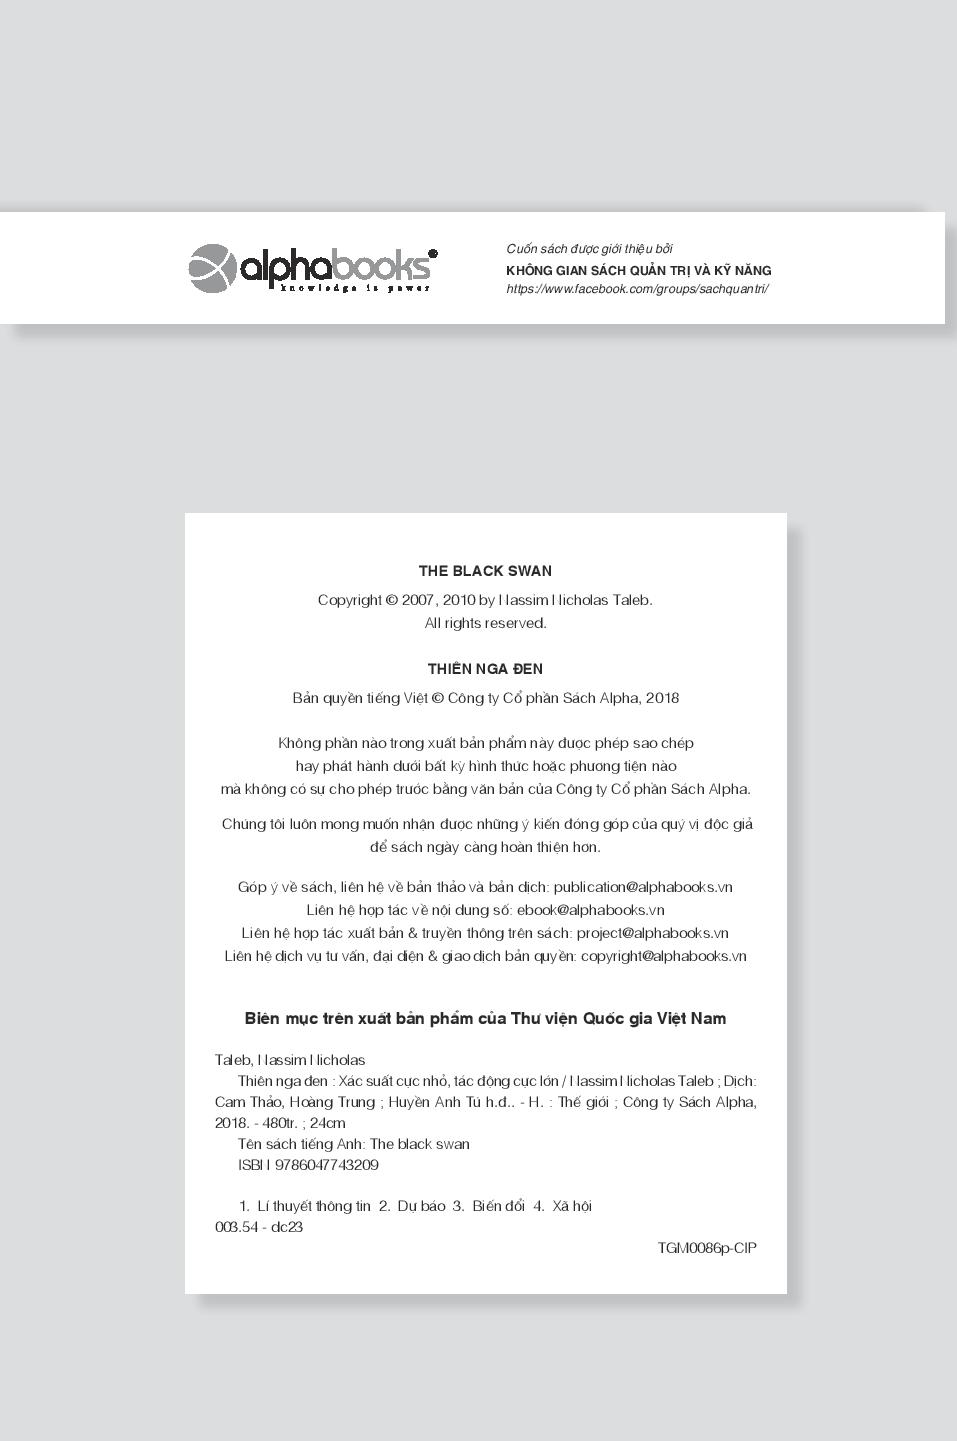 alphabooks
knowledge is power
Cuốn sách được giới thiệu bởi
KHÔNG GIAN SÁCH QUẢN TRỊ VÀ KỸ NĂNG
https://www.facebook.com/groups/sachquantri/
THE BLACK SWAN
Copyright © 2007, 2010 by Nassim Nicholas Taleb.
All rights reserved.
THIÊN NGA ĐEN
Bản quyền tiếng Việt © Công ty Cổ phần Sách Alpha, 2018
Không phần nào trong xuất bản phẩm này được phép sao chép
hay phát hành dưới bất kỳ hình thức hoặc phương tiện nào
mà không có sự cho phép trước bằng văn bản của Công ty Cổ phần Sách Alpha.
Chúng tôi luôn mong muốn nhận được những ý kiến đóng góp của quý vị độc giả
để sách ngày càng hoàn thiện hơn.
Góp ý về sách, liên hệ về bản thảo và bản dịch: publication@alphabooks.vn
Liên hệ hợp tác về nội dung số: ebook@alphabooks.vn
Liên hệ hợp tác xuất bản & truyền thông trên sách: project@alphabooks.vn
Liên hệ dịch vụ tư vấn, đại diện & giao dịch bản quyền: copyright@alphabooks.vn
Biên mục trên xuất bản phẩm của Thư viện Quốc gia Việt Nam
Taleb, Nassim Nicholas
Thiên nga đen : Xác suất cực nhỏ, tác động cực lớn / Nassim Nicholas Taleb ; Dịch:
Cam Thảo, Hoàng Trung ; Huyền Anh Tú h.đ.. - H. : Thế giới ; Công ty Sách Alpha,
2018. - 480tr. ; 24cm
Tên sách tiếng Anh: The black swan
ISBN 9786047743209
1. Lí thuyết thông tin 2. Dự báo 3. Biến đổi 4. Xã hội
003.54 - dc23
TGM0086p-CIP